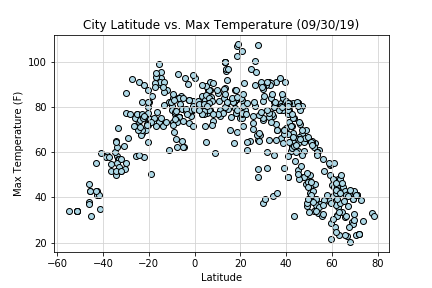 City Latitude vs. Max Temperature (09/30/19)
Max Temperature (F)
100
80
60
40
20
−60 −40 −20 0 20 40 60 80
Latitude